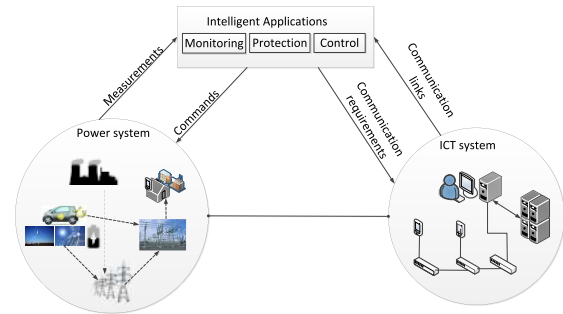 Intelligent Applications
Monitoring Protection Control
Measurements
Commands
Communication
requirements
Communication
links
Power system
ICT system